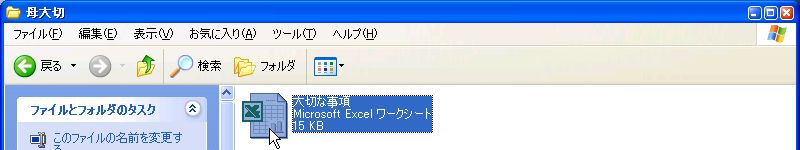 母大切
ファイル(F) 編集(E) 表示(V) お気に入り(A) ツール(T) ヘルプ(H)
戻る 検索 フォルダ
ファイルとフォルダのタスク
このファイルの名前を変更す
る
大切な事項
Microsoft Excel ワークシート
15 KB